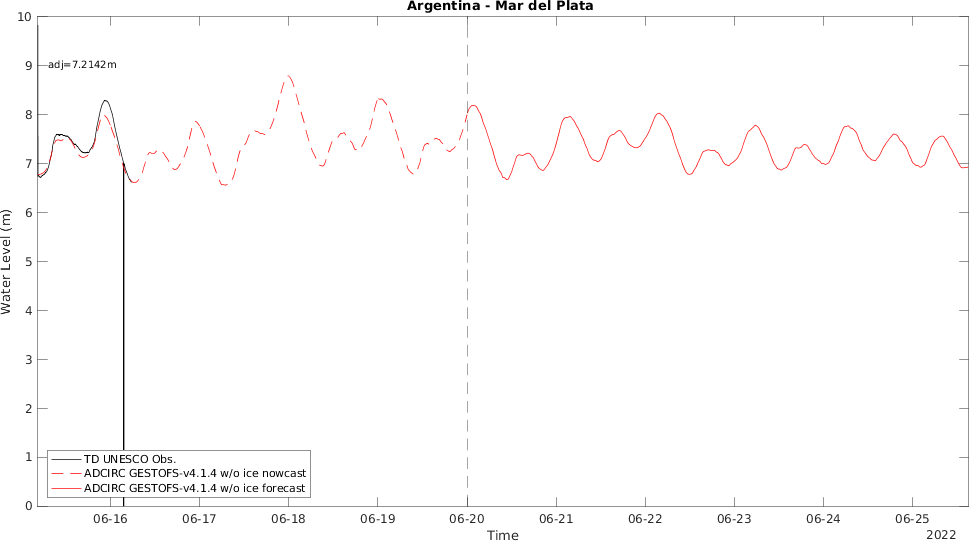 Argentina - Mar del Plata
10
9
adj=7.2142m
8
7
6
5
4
3
2
1
0
Water Level (m)
TD UNESCO Obs.
ADCIRC GESTOFS-v4.1.4 w/o ice nowcast
ADCIRC GESTOFS-v4.1.4 w/o ice forecast
06-16 06-17 06-18 06-19 06-20 06-21 06-22 06-23 06-24 06-25
Time
2022